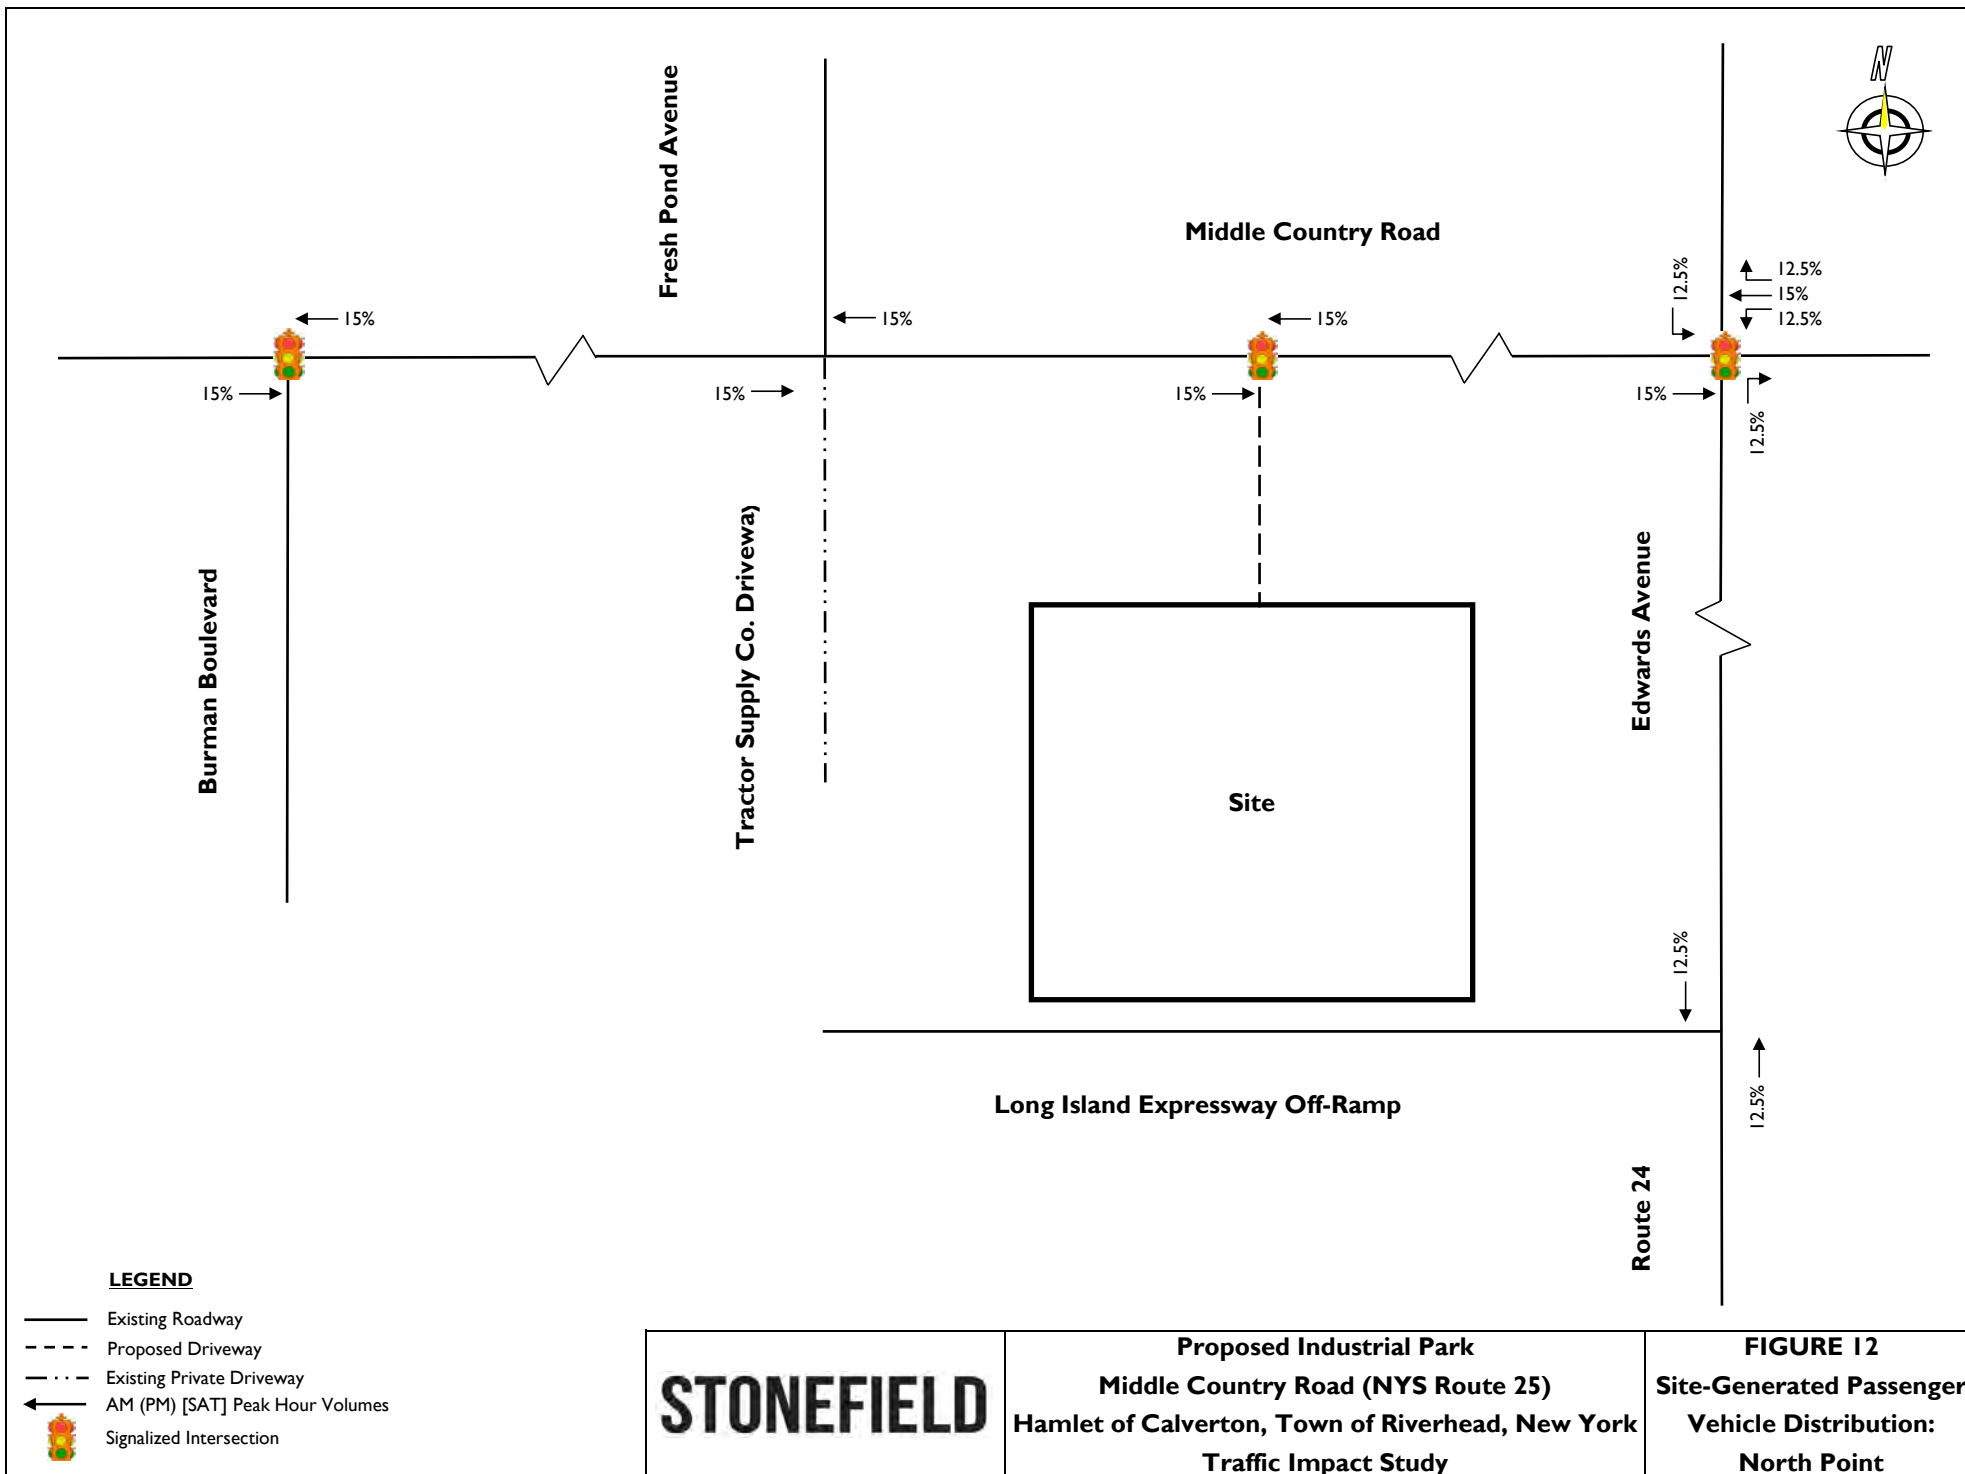 N
Fresh Pond Avenue
Middle Country Road
12.5%
12.5%
15%
12.5%
15%
15%
15%
15%
15%
15%
15%
12.5%
Burman Boulevard
Tractor Supply Co. Driveway
Edwards Avenue
Site
12.5%
12.5%
Long Island Expressway Off-Ramp
Route 24
LEGEND
Existing Roadway
Proposed Driveway
Existing Private Driveway
AM (PM) [SAT] Peak Hour Volumes
Signalized Intersection
STONEFIELD
Proposed Industrial Park
Middle Country Road (NYS Route 25)
Hamlet of Calverton, Town of Riverhead, New York
Traffic Impact Study
FIGURE 12
Site-Generated Passenger
Vehicle Distribution:
North Point